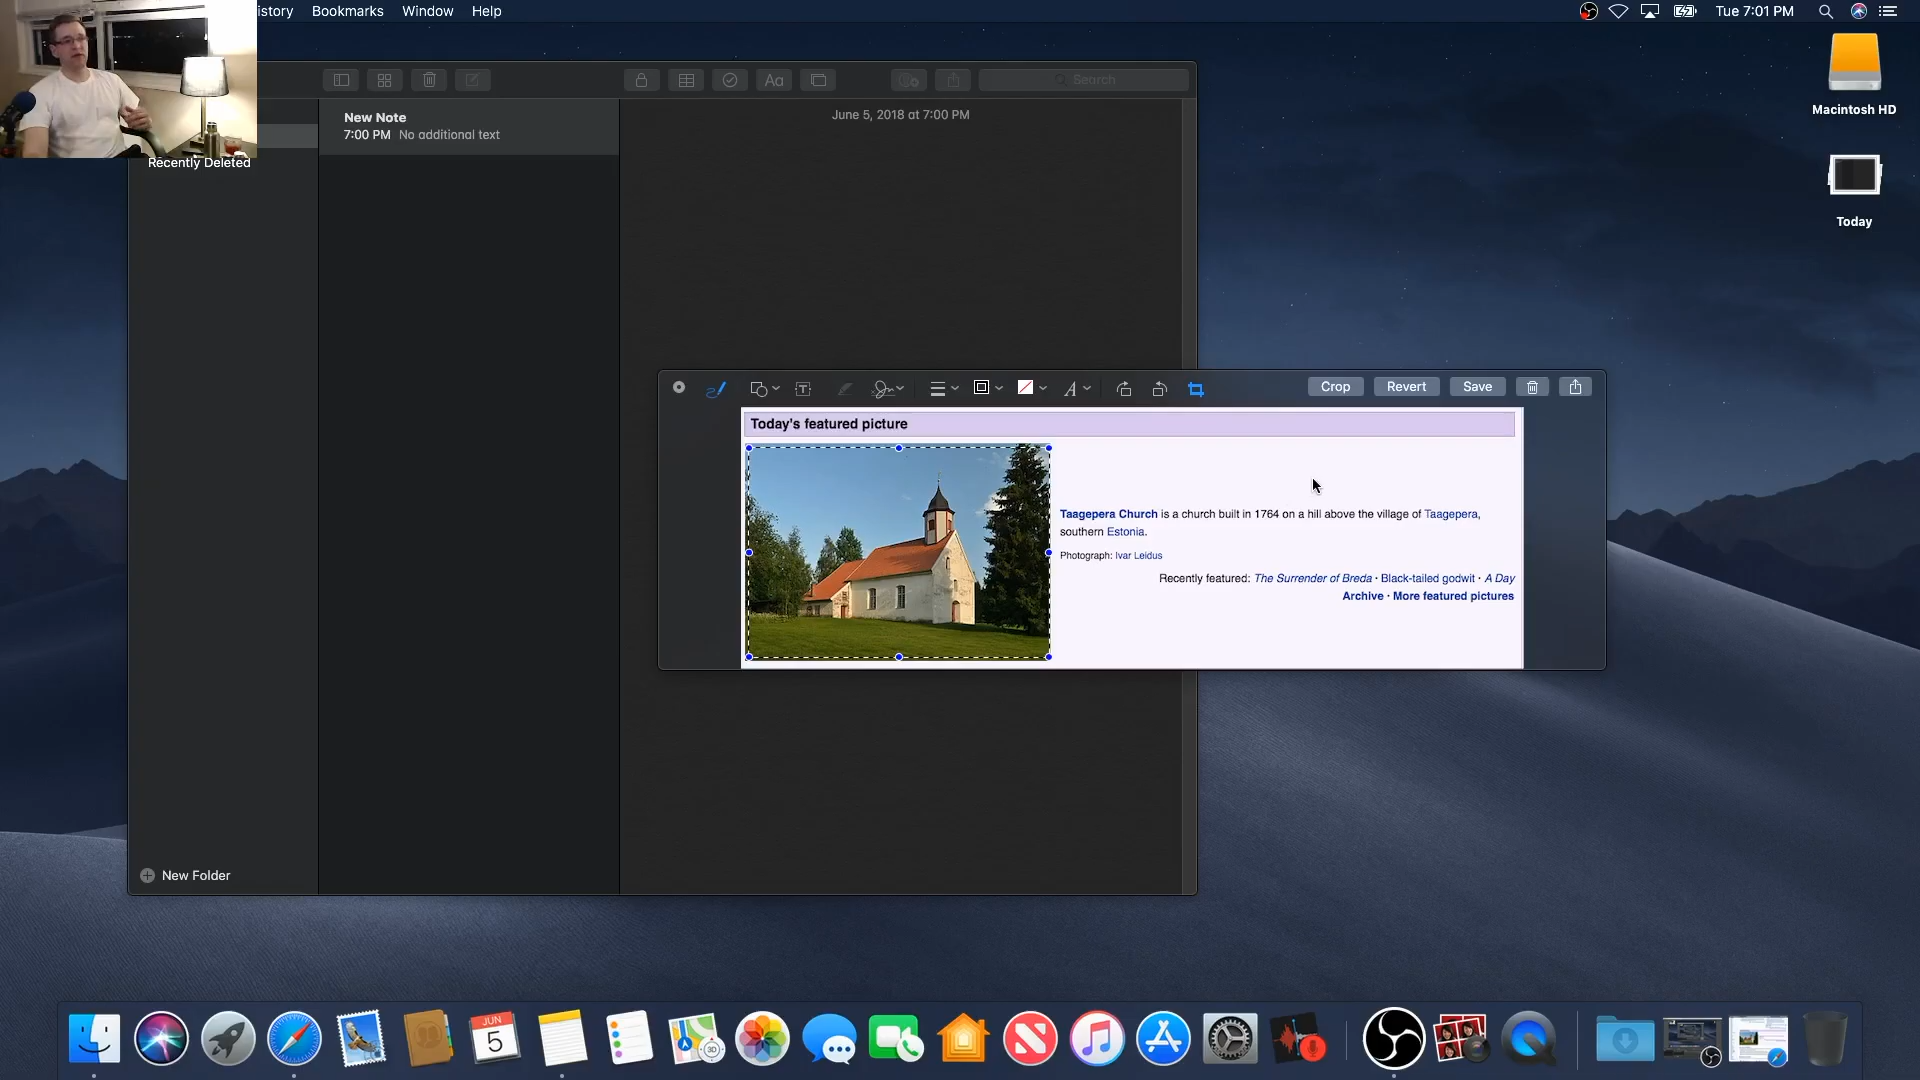 istory Bookmarks Window Help
Tue 7:01 PM
Macintosh HD
Today
Aa
Search
New Note
7:00 PM No additional text
June 5, 2018 at 7:00 PM
Recently Deleted
Crop Revert Save
Today's featured picture
Taagepera Church is a church built in 1764 on a hill above the village of Taagepera,
southern Estonia.
Photograph: Ivar Leidus
Recently featured: The Surrender of Breda · Black-tailed godwit · A Day
Archive · More featured pictures
New Folder
JUN
5
3D